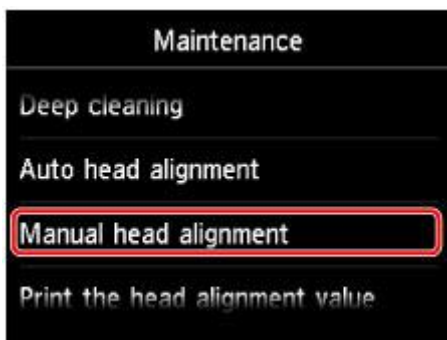 Maintenance
Deep cleaning
Auto head alignment
Manual head alignment
Print the head alignment value